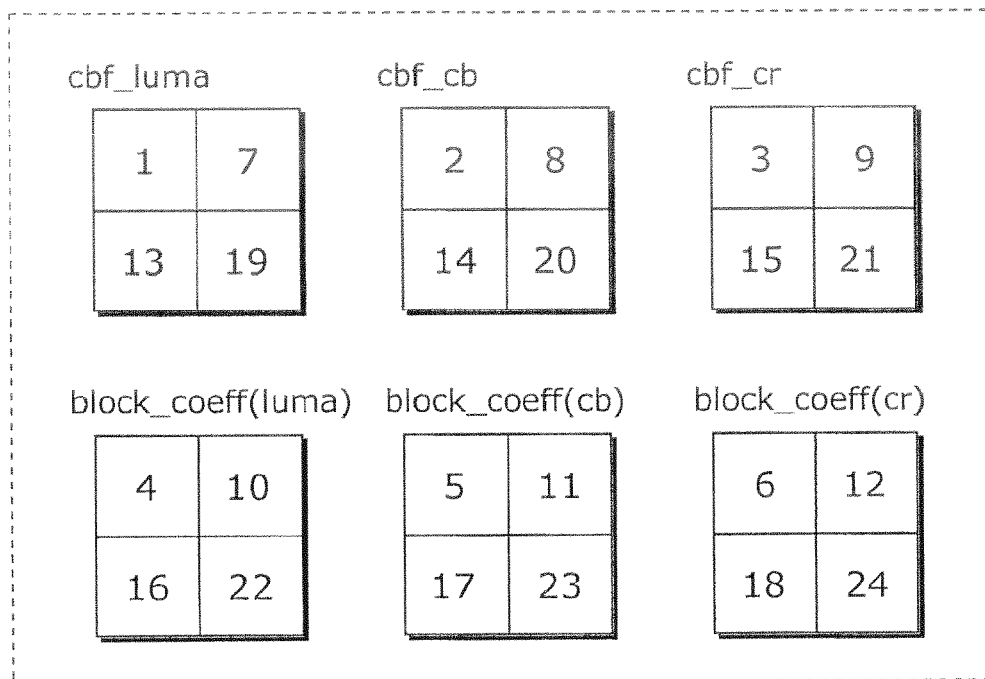 cbf_luma cbf_cb cbf_cr
1 7 2 8 3 9
13 19 14 20 15 21
block_coeff(luma) block_coeff(cb) block_coeff(cr)
4 10 5 11 6 12
16 22 17 23 18 24